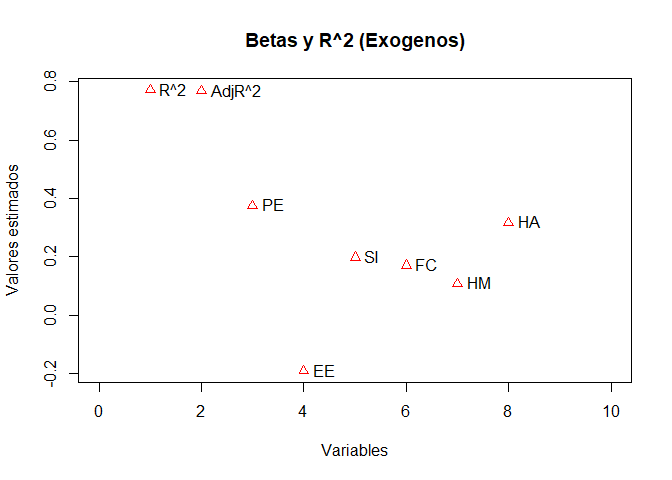 Betas y R^2 (Exogenos)
Valores estimados
0.8
0.6
0.4
0.2
0.0
-0.2
R^2
AdjR^2
PE
HA
SI
FC
HM
EE
0 2 4 6 8 10
Variables